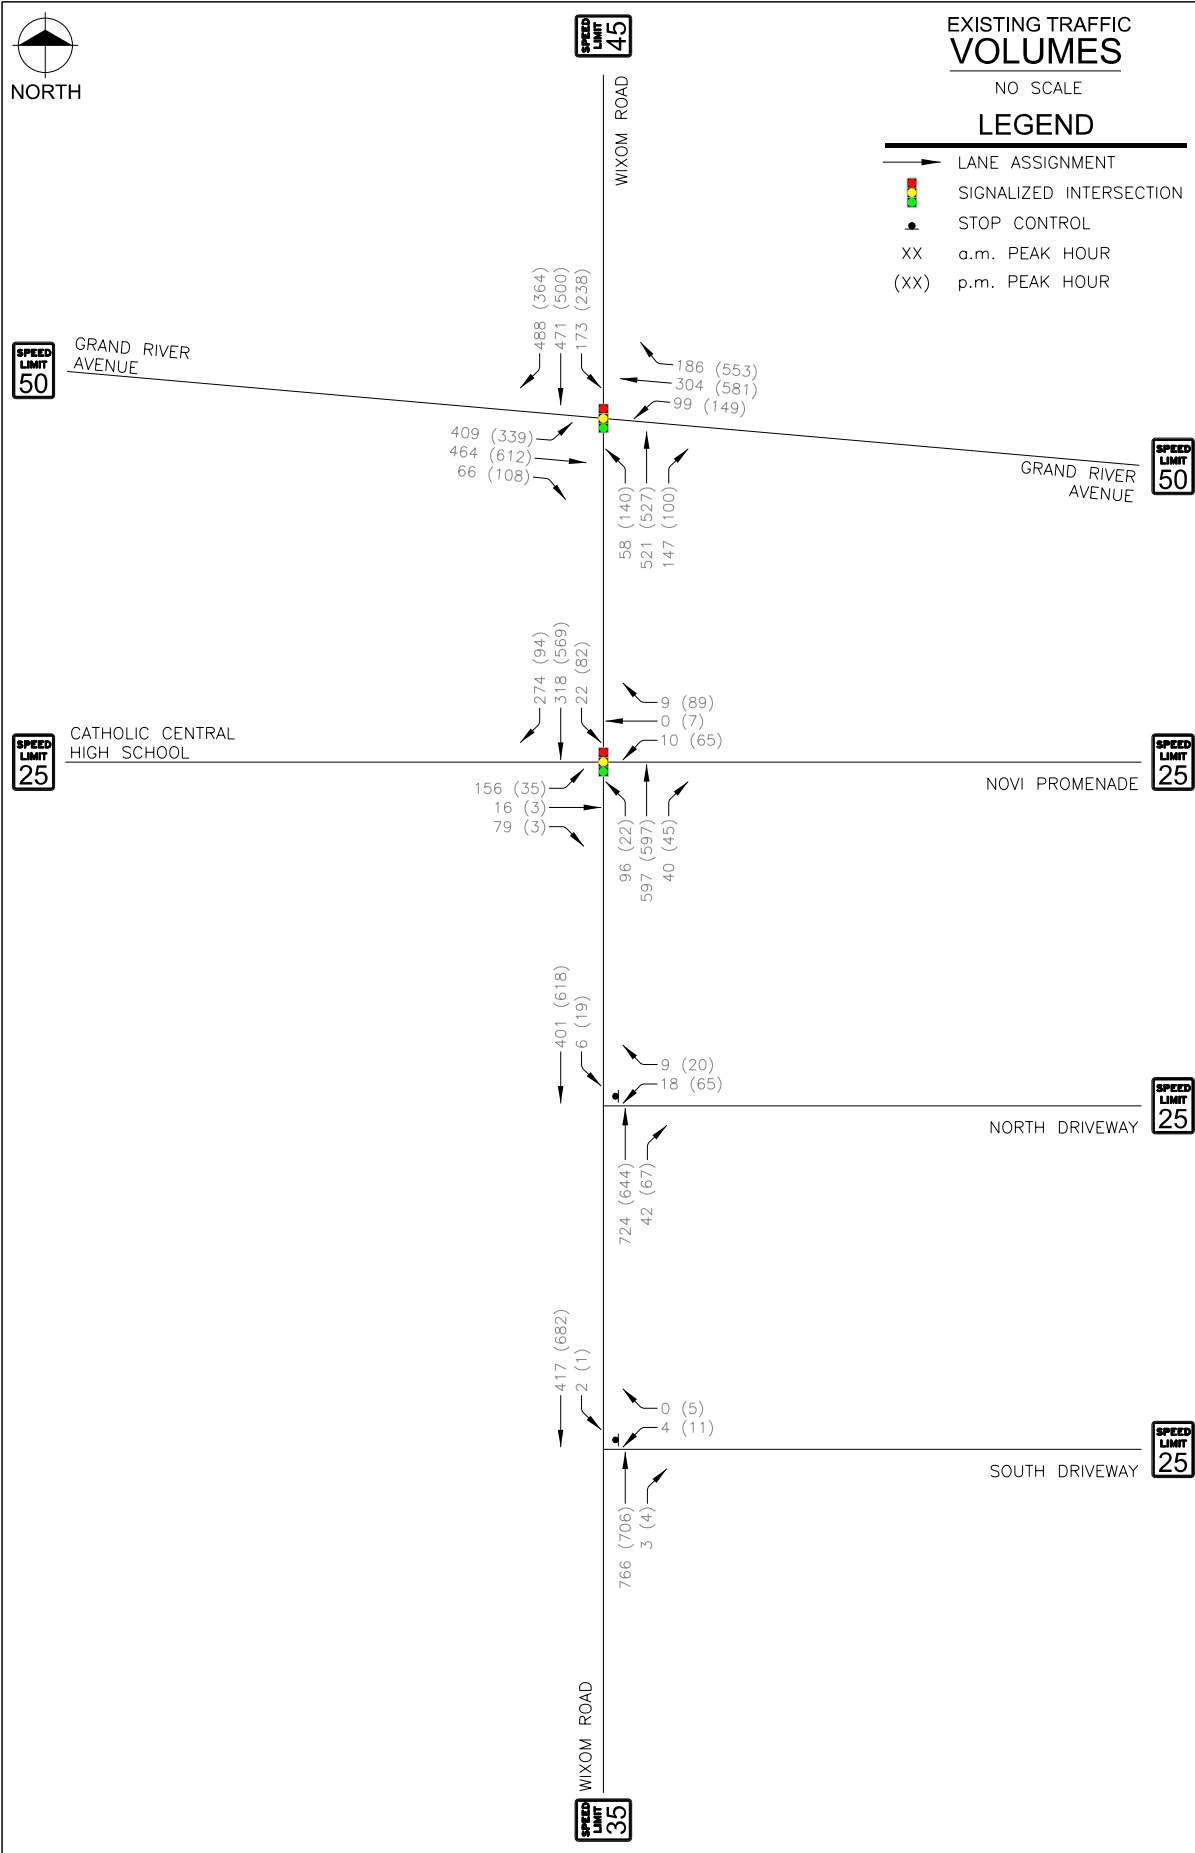 NORTH
SPEED
LIMIT
45
EXISTING TRAFFIC
VOLUMES
NO SCALE
LEGEND
LANE ASSIGNMENT
SIGNALIZED INTERSECTION
STOP CONTROL
XX a.m. PEAK HOUR
(XX) p.m. PEAK HOUR
WIXOM ROAD
488 (364)
471 (500)
173 (238)
SPEED
LIMIT
50
GRAND RIVER
AVENUE
186 (553)
304 (581)
99 (149)
409 (339)
464 (612)
66 (108)
58 (140)
521 (527)
147 (100)
GRAND RIVER
AVENUE
SPEED
LIMIT
50
274 (94)
318 (569)
22 (82)
9 (89)
0 (7)
10 (65)
SPEED
LIMIT
25
CATHOLIC CENTRAL
HIGH SCHOOL
NOVI PROMENADE
SPEED
LIMIT
25
156 (35)
16 (3)
79 (3)
96 (22)
597 (597)
40 (45)
401 (618)
6 (19)
9 (20)
18 (65)
NORTH DRIVEWAY
SPEED
LIMIT
25
724 (644)
42 (67)
417 (682)
2 (1)
0 (5)
4 (11)
SOUTH DRIVEWAY
SPEED
LIMIT
25
766 (706)
3 (4)
WIXOM ROAD
SPEED
LIMIT
35